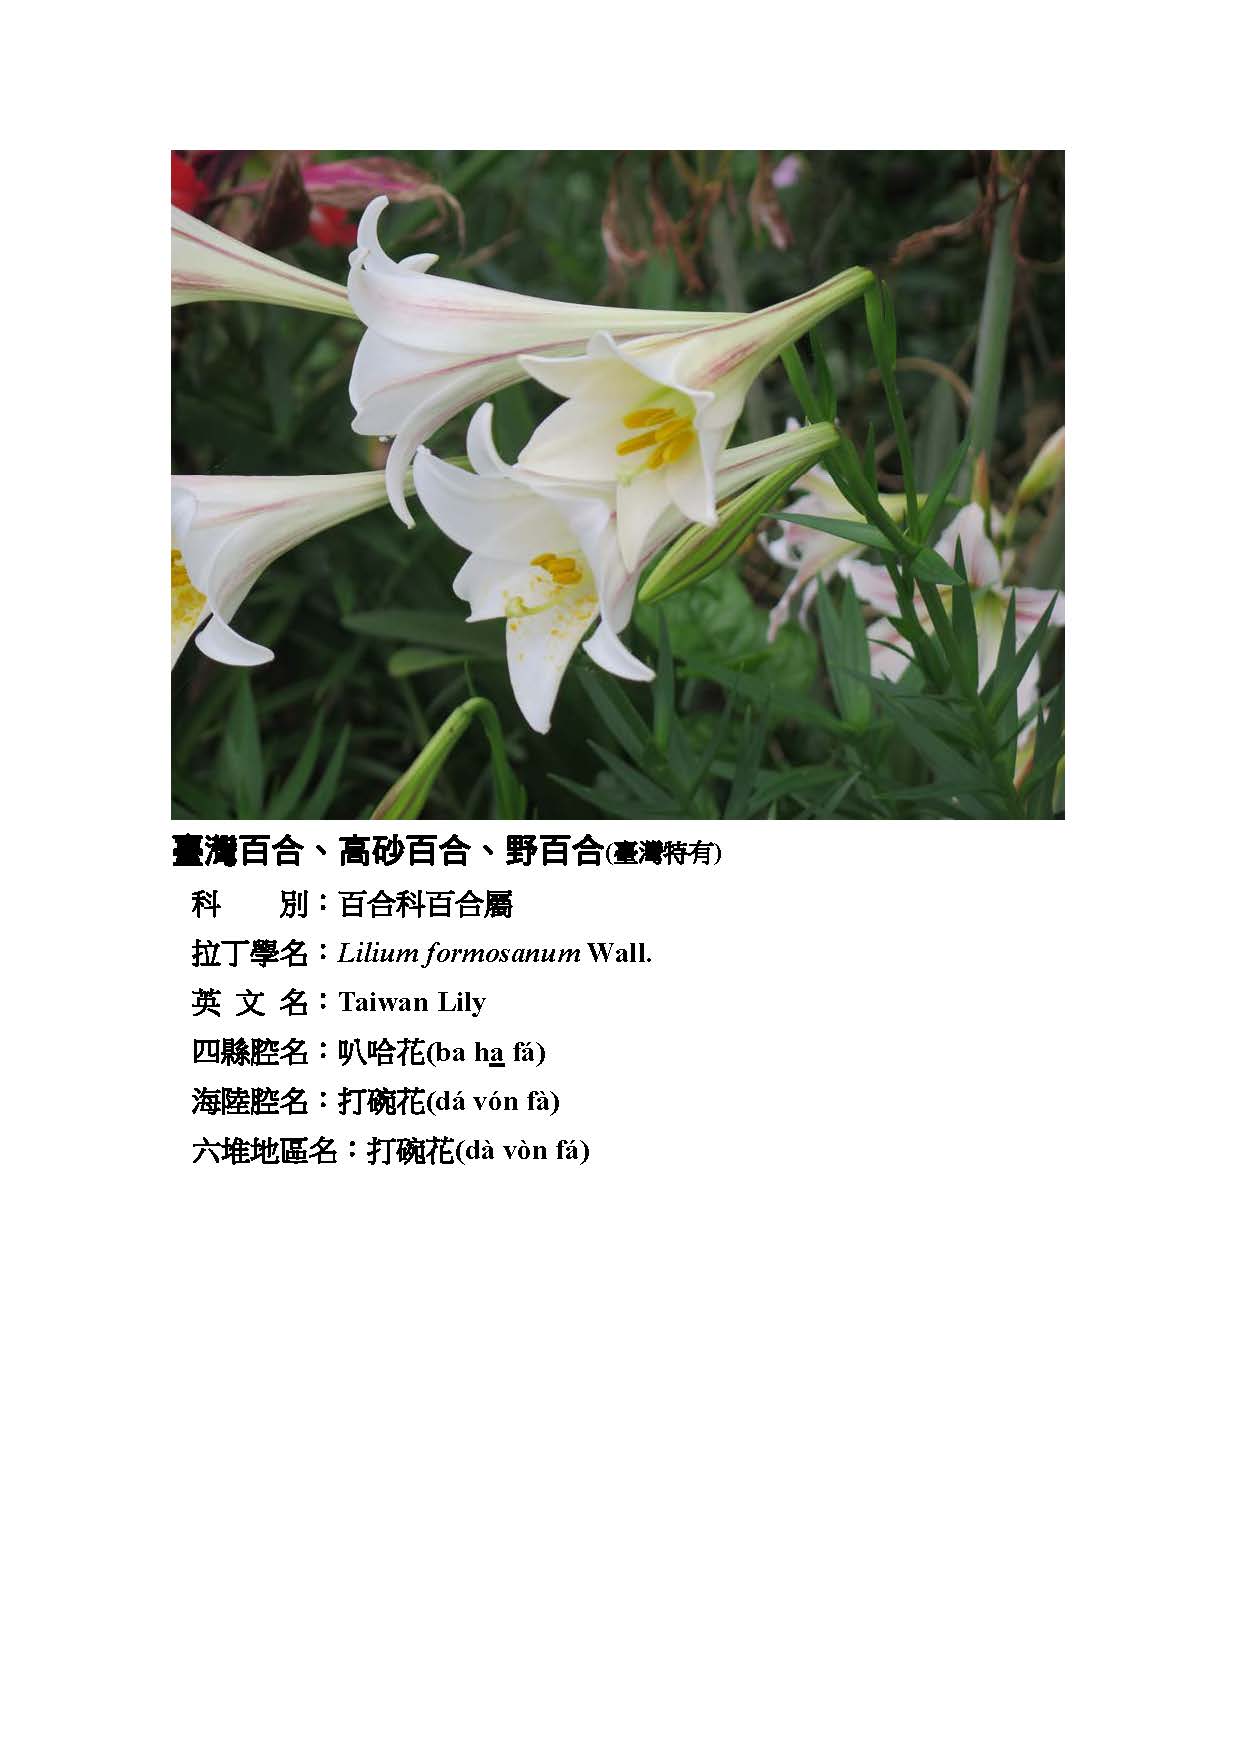 臺灣百合、高砂百合、野百合(臺灣特有)
科　　別：百合科百合屬
拉丁學名：Lilium formosanum Wall.
英 文 名：Taiwan Lily
四縣腔名：叭哈花(ba ha fá)
海陸腔名：打碗花(dá vón fà)
六堆地區名：打碗花(dà vòn fá)